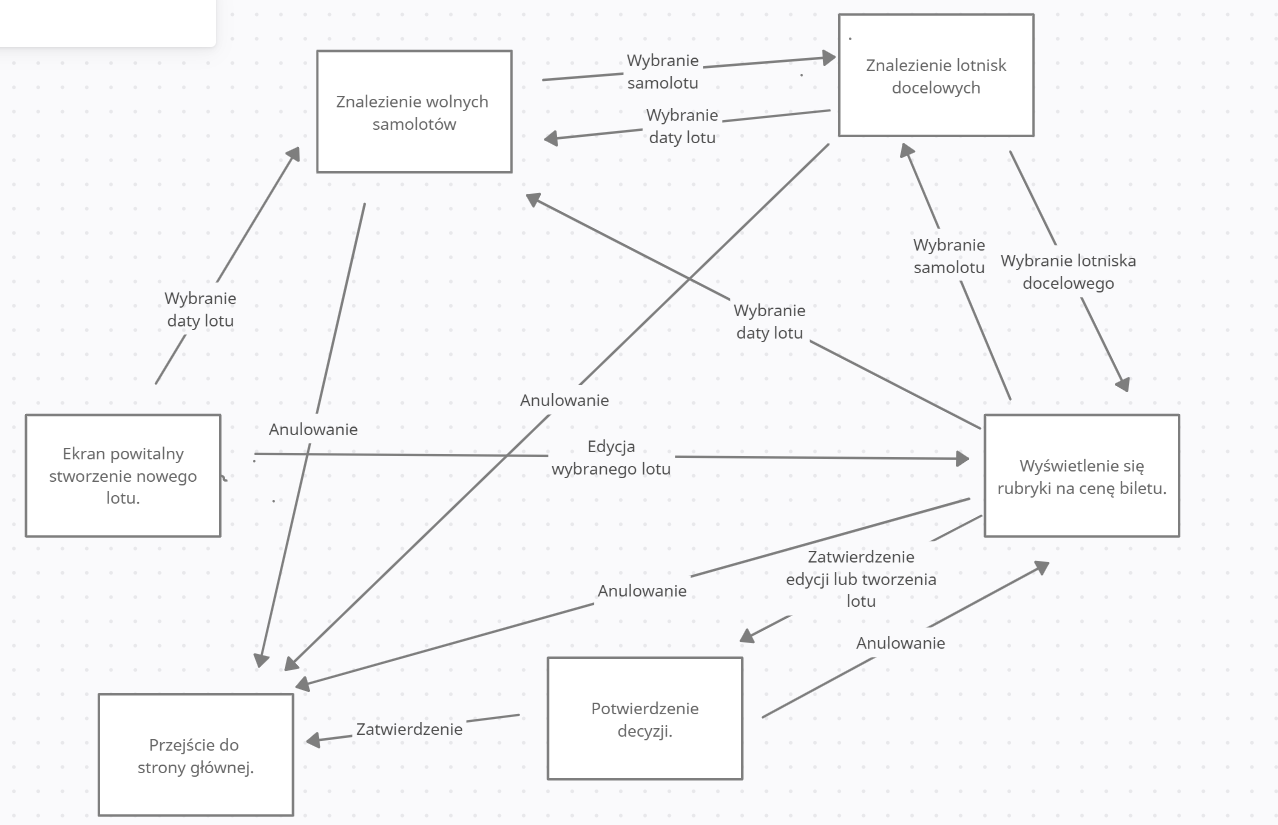 Znalezienie wolnych
samolotów
Wybranie
samolotu
Wybranie
daty lotu
Znalezienie lotnisk
docelowych
Wybranie
daty lotu
Wybranie
samolotu
Wybranie lotniska
docelowego
Wybranie
daty lotu
Anulowanie
Anulowanie
Edycja
wybranego lotu
Ekran powitalny
stworzenie nowego
lotu.
Wyświetlenie się
rubryki na cenę biletu.
Zatwierdzenie
edycji lub tworzenia
lotu
Anulowanie
Anulowanie
Potwierdzenie
decyzji.
Zatwierdzenie
Przejście do
strony głównej.